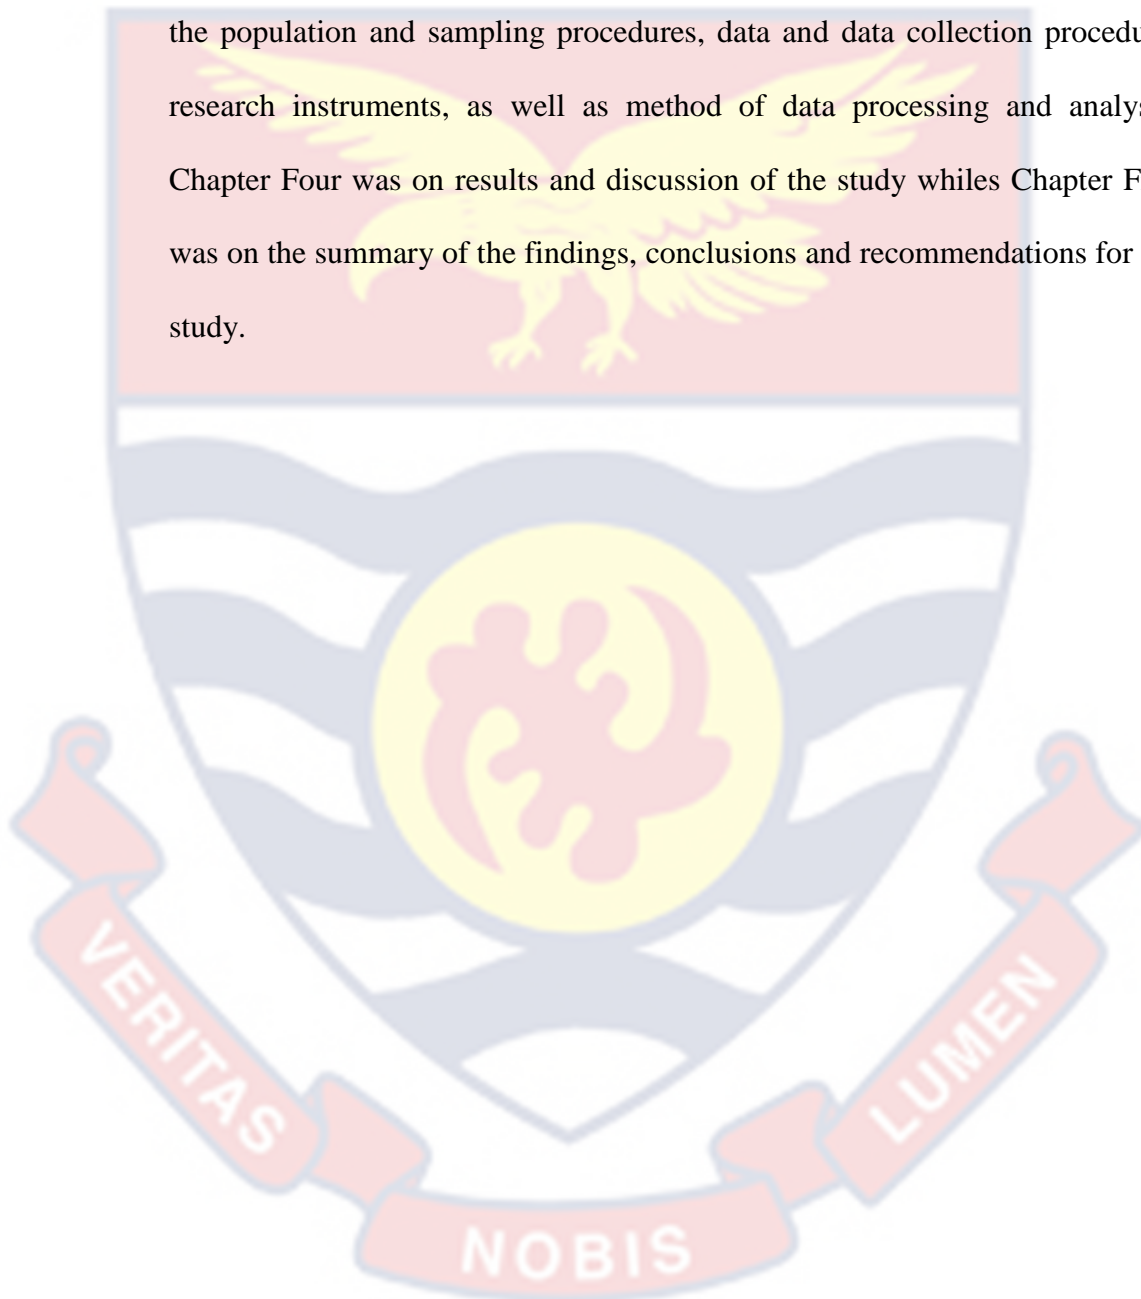 the population and sampling procedures, data and data collection procedu
research instruments, as well as method of data processing and analys
Chapter Four was on results and discussion of the study whiles Chapter F
was on the summary of the findings, conclusions and recommendations for
study.
VERITAS
NOBIS
LUMEN